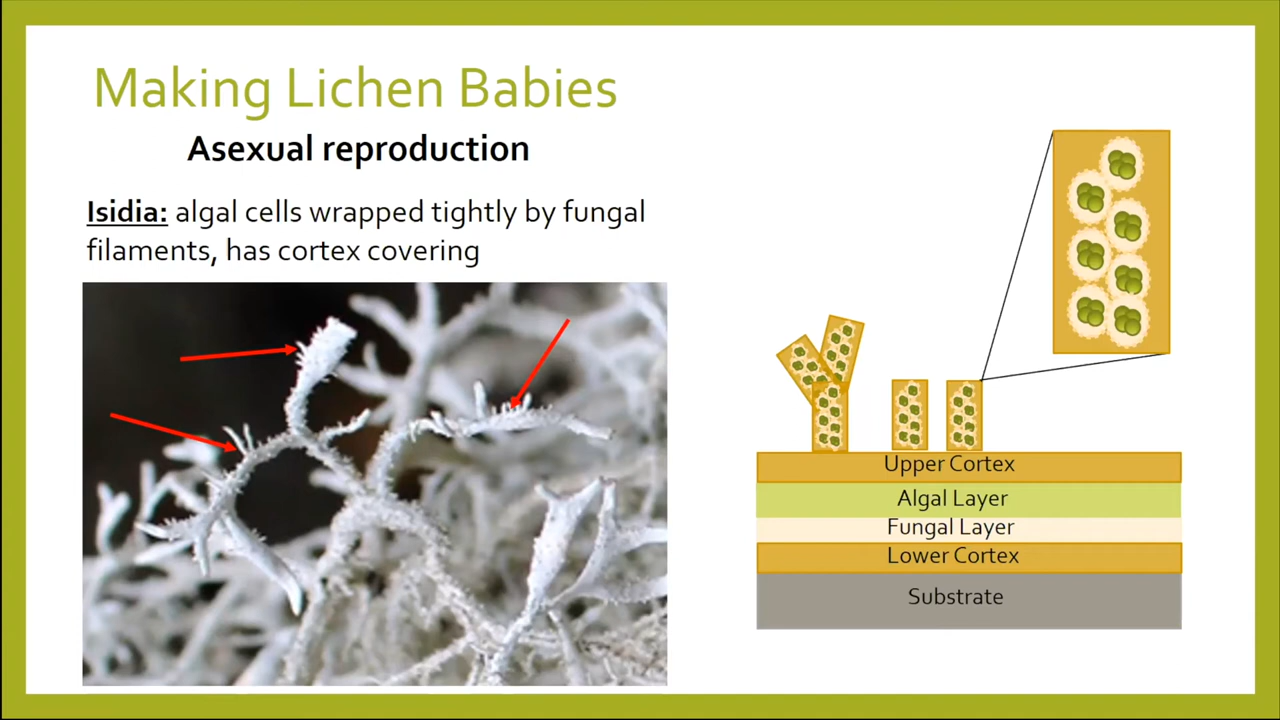 Making Lichen Babies
Asexual reproduction
Isidia: algal cells wrapped tightly by fungal
filaments, has cortex covering
Upper Cortex
Algal Layer
Fungal Layer
Lower Cortex
Substrate